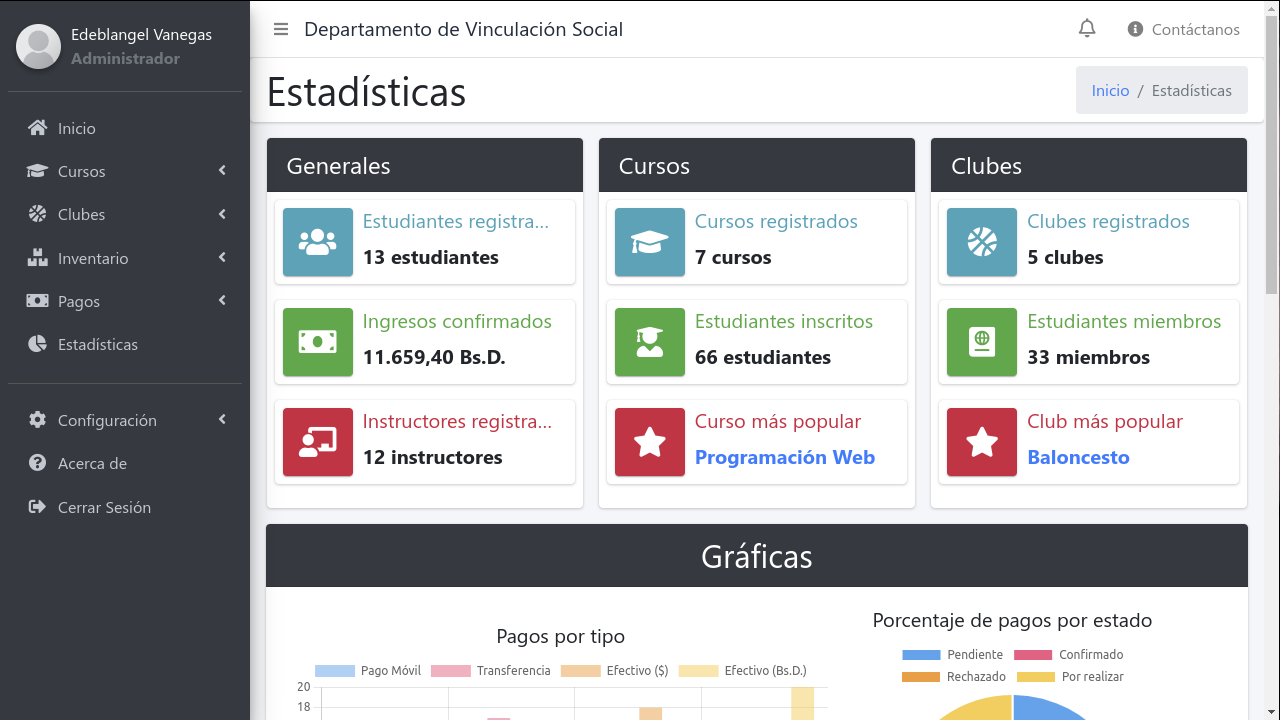 Edeblangel Vanegas
Administrador
Inicio
Cursos
Clubes
Inventario
Pagos
Estadísticas
Configuración
Acerca de
Cerrar Sesión
Departamento de Vinculación Social
Contáctanos
Estadísticas
Inicio / Estadísticas
Generales
Estudiantes registra...
13 estudiantes
Ingresos confirmados
11.659,40 Bs.D.
Instructores registra...
12 instructores
Cursos
Cursos registrados
7 cursos
Estudiantes inscritos
66 estudiantes
Curso más popular
Programación Web
Clubes
Clubes registrados
5 clubes
Estudiantes miembros
33 miembros
Club más popular
Baloncesto
Gráficas
Pagos por tipo
Pago Móvil Transferencia Efectivo ($) Efectivo (Bs.D.)
20
18
Porcentaje de pagos por estado
Pendiente Confirmado
Rechazado Por realizar